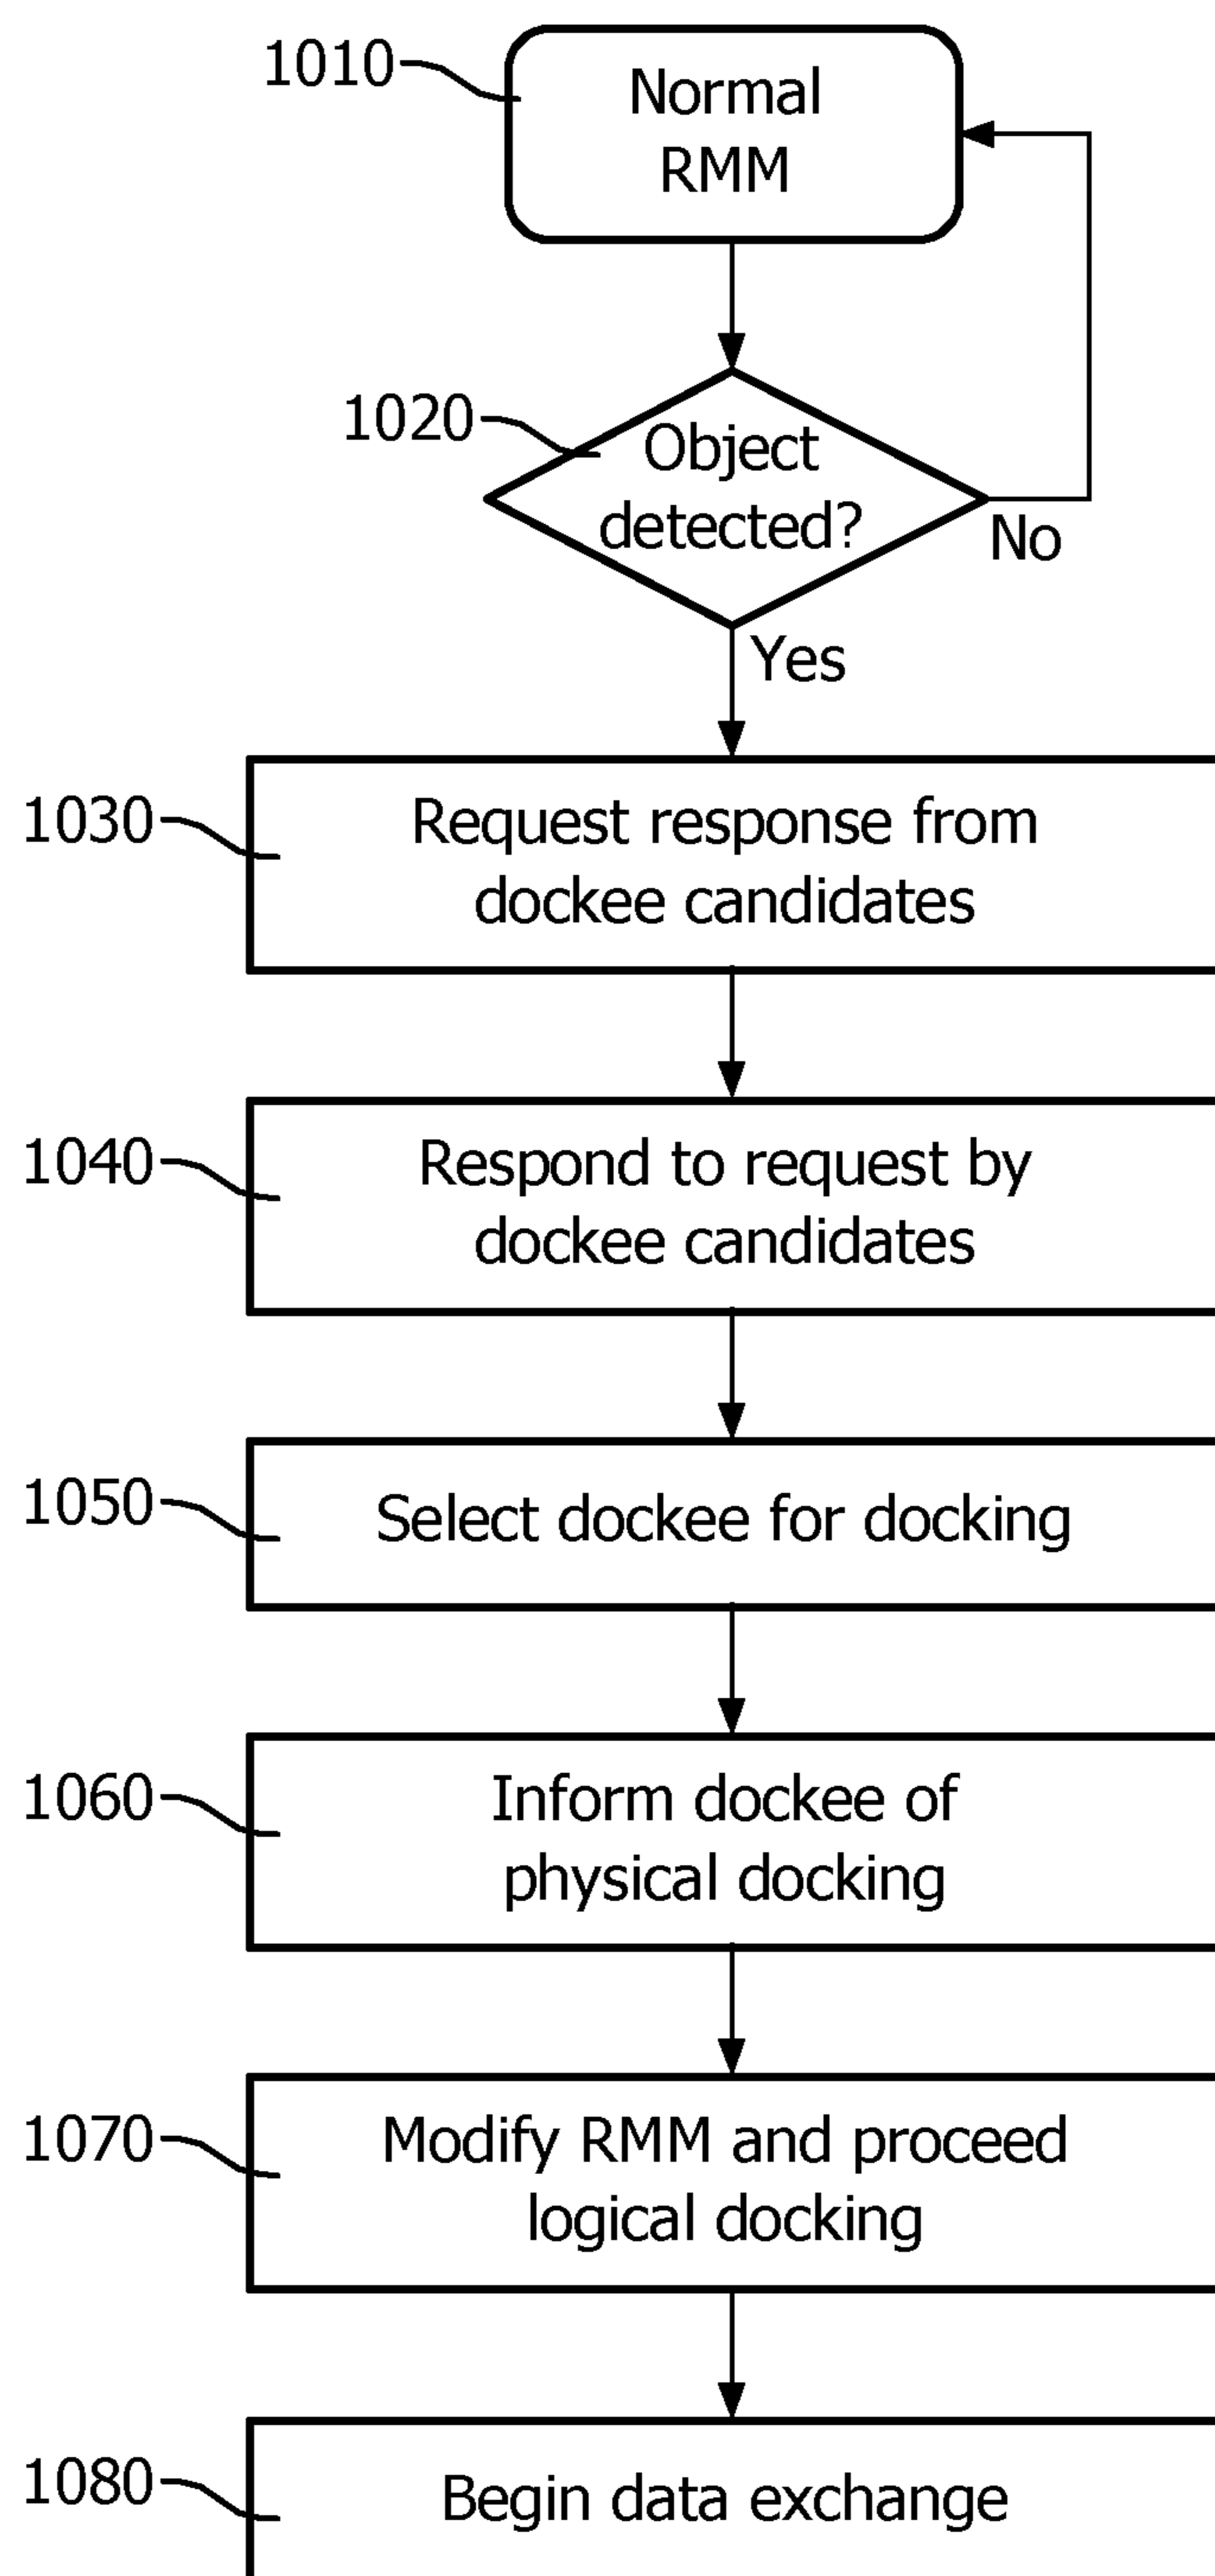 1010
Normal
RMM
1020
Object
detected?
No
Yes
1030
Request response from
dockee candidates
1040
Respond to request by
dockee candidates
1050
Select dockee for docking
1060
Inform dockee of
physical docking
1070
Modify RMM and proceed
logical docking
1080
Begin data exchange